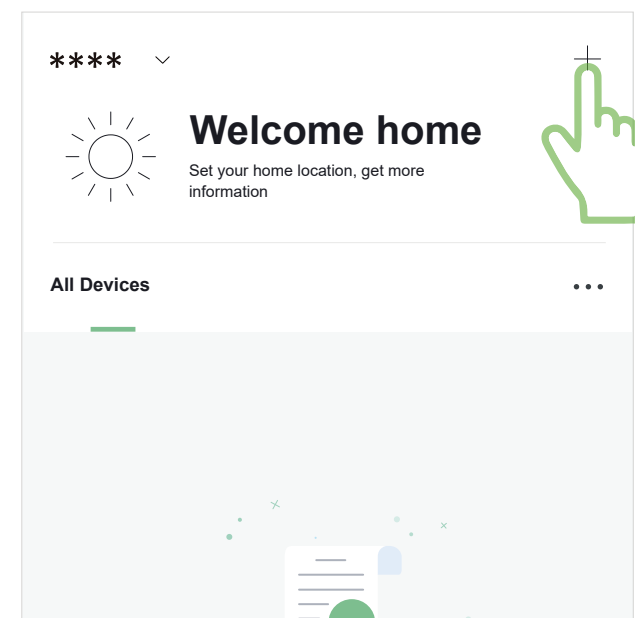 ****
Welcome home
Set your home location, get more
information
All Devices